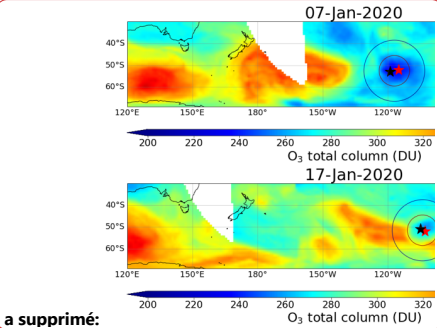 07-Jan-2020
40°S
50°S
60°S
120°E 150°E 180° 150°W 120°W
200 220 240 260 280 300 320
O₃ total column (DU)
17-Jan-2020
40°S
50°S
60°S
120°E 150°E 180° 150°W 120°W
200 220 240 260 280 300 320
O₃ total column (DU)
a supprimé: